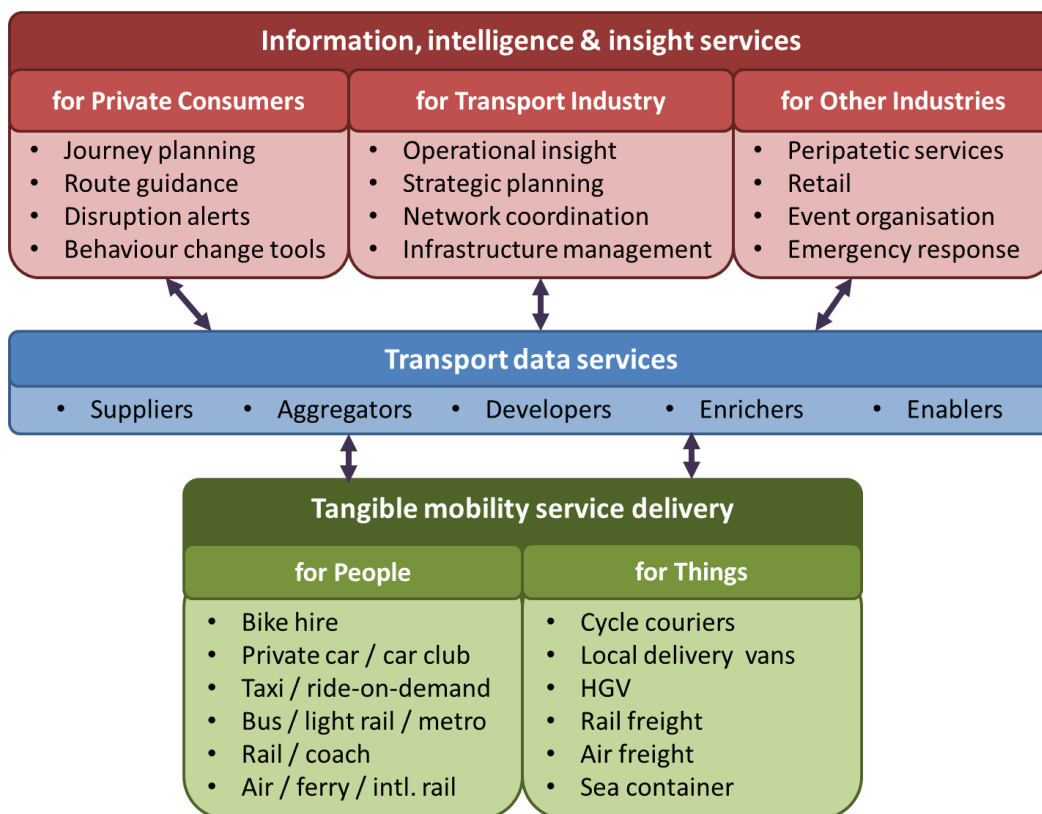 Information, intelligence & insight services
for Private Consumers
• Journey planning
• Route guidance
• Disruption alerts
• Behaviour change tools
for Transport Industry
• Operational insight
• Strategic planning
• Network coordination
• Infrastructure management
for Other Industries
• Peripatetic services
• Retail
• Event organisation
• Emergency response
Transport data services
• Suppliers • Aggregators • Developers • Enrichers • Enablers
Tangible mobility service delivery
for People
• Bike hire
• Private car / car club
• Taxi / ride-on-demand
• Bus / light rail / metro
• Rail / coach
• Air / ferry / intl. rail
for Things
• Cycle couriers
• Local delivery vans
• HGV
• Rail freight
• Air freight
• Sea container